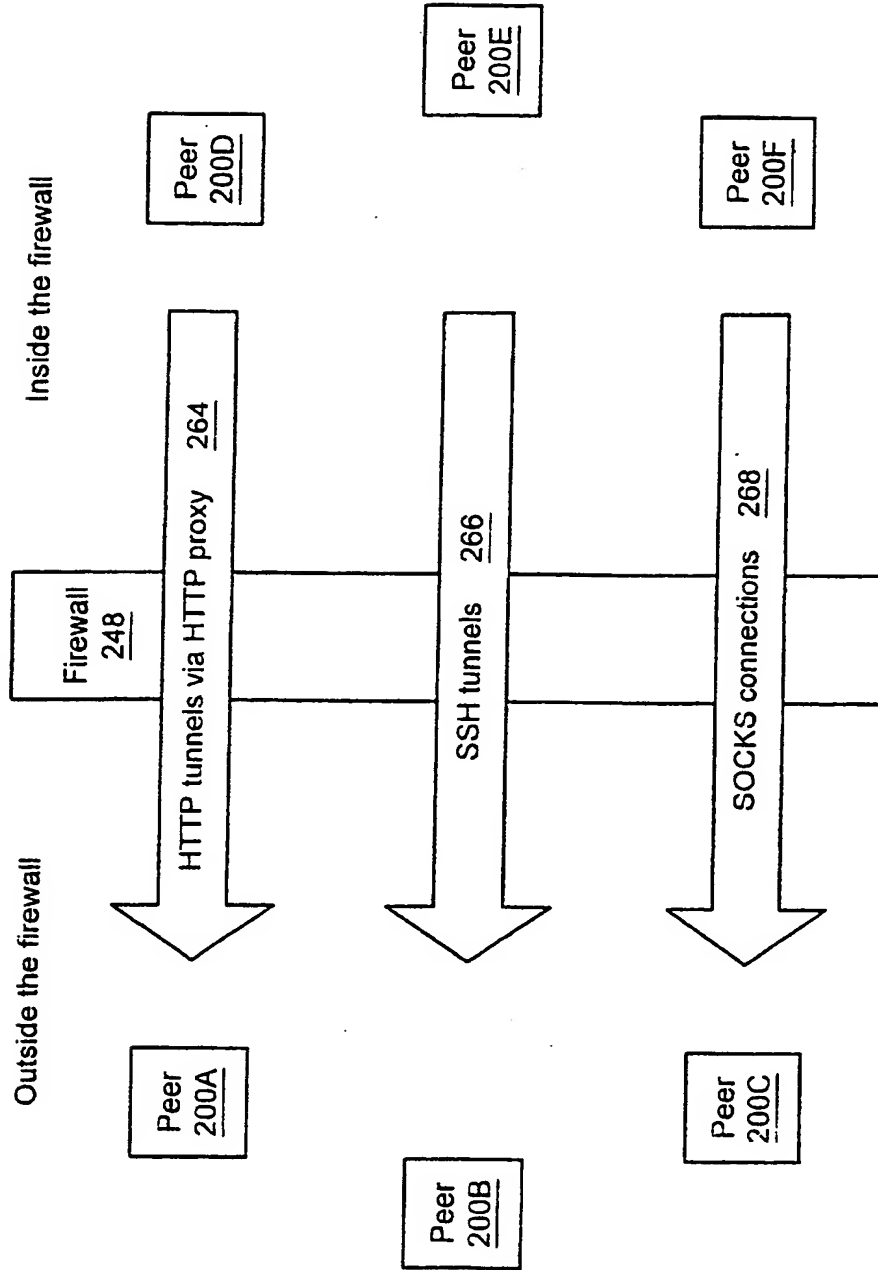 Outside the firewall
Inside the firewall
Firewall
248
Peer
200A
HTTP tunnels via HTTP proxy 264
Peer
200D
Peer
200B
SSH tunnels 266
Peer
200E
Peer
200C
SOCKS connections 268
Peer
200F